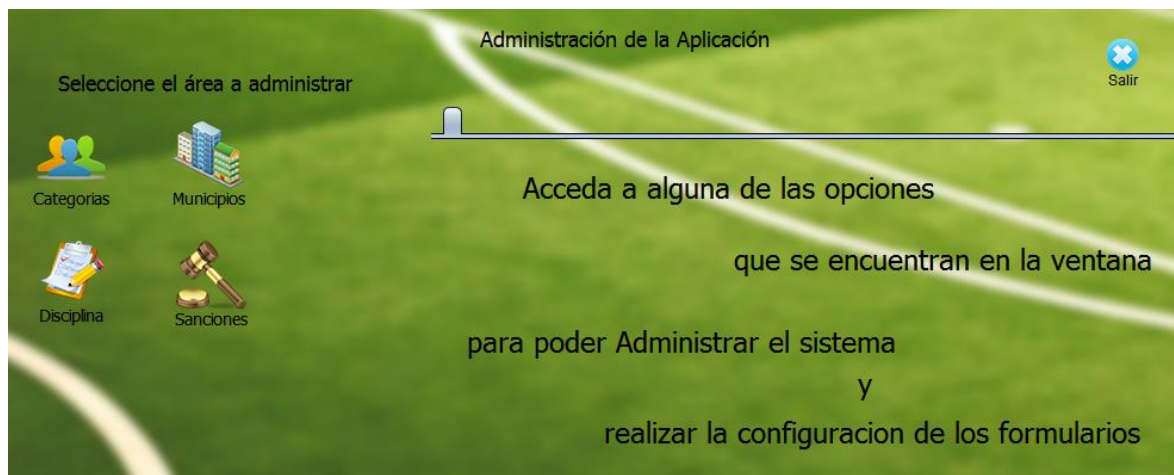 Administración de la Aplicación
Salir
Seleccione el área a administrar
Categorias
Municipios
Disciplina
Sanciones
Acceda a alguna de las opciones
que se encuentran en la ventana
para poder Administrar el sistema
y
realizar la configuracion de los formularios